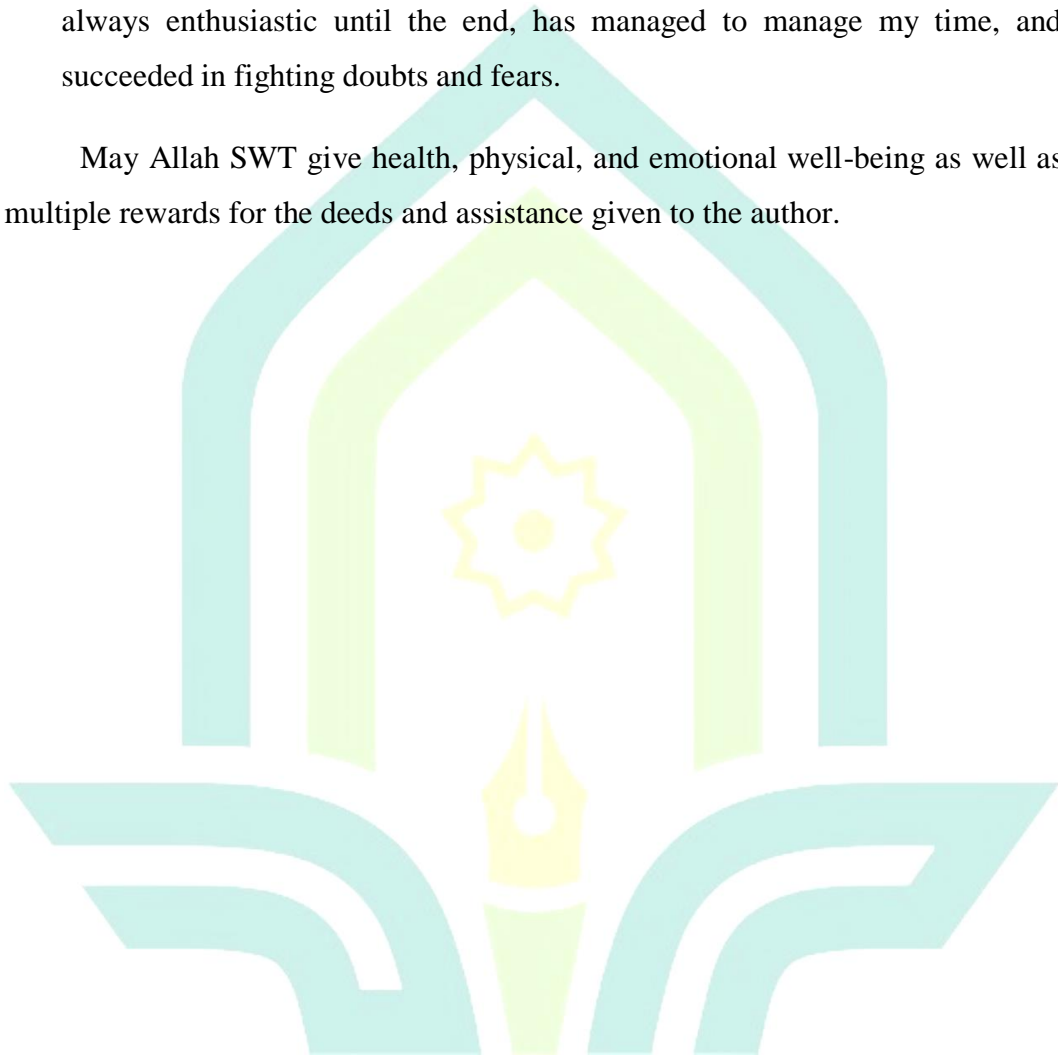 always enthusiastic until the end, has managed to manage my time, and
succeeded in fighting doubts and fears.
May Allah SWT give health, physical, and emotional well-being as well as
multiple rewards for the deeds and assistance given to the author.